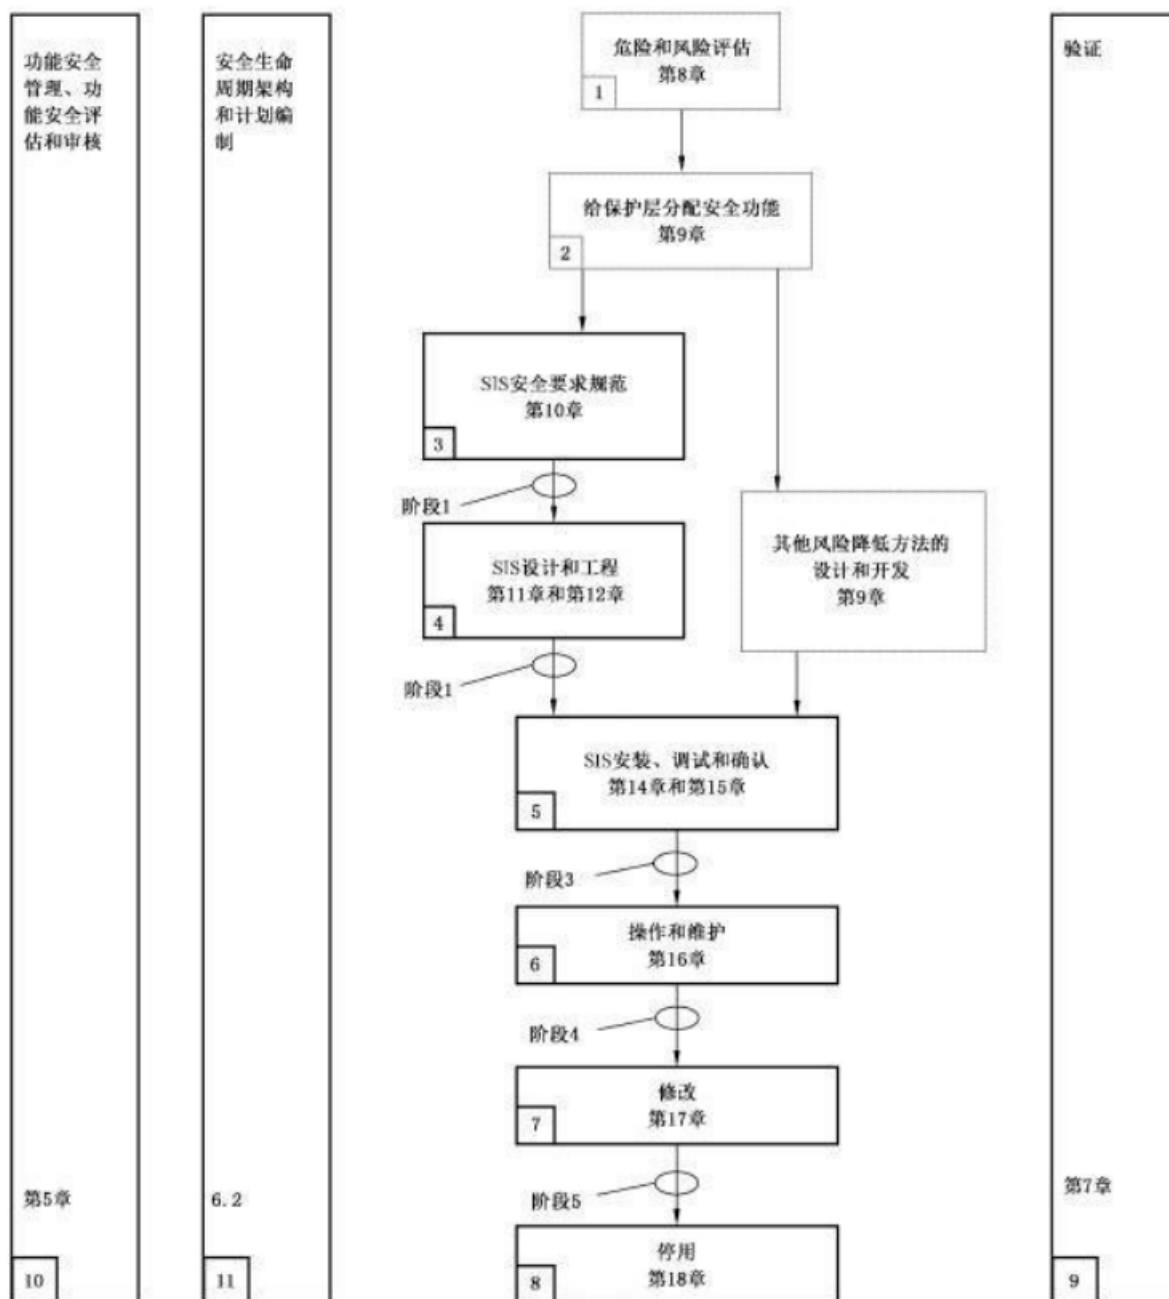 功能安全
管理、功
能安全评
估和审核
第5章
10
安全生命
周期架构
和计划编
制
6.2
11
危险和风险评估
第8章
1
给保护层分配安全功能
第9章
2
SIS安全要求规范
第10章
3
阶段1
SIS设计和工程
第11章和第12章
4
阶段1
其他风险降低方法的
设计和开发
第9章
SIS安装、调试和确认
第14章和第15章
5
阶段3
操作和维护
第16章
6
阶段4
修改
第17章
7
阶段5
停用
第18章
8
验证
第7章
9